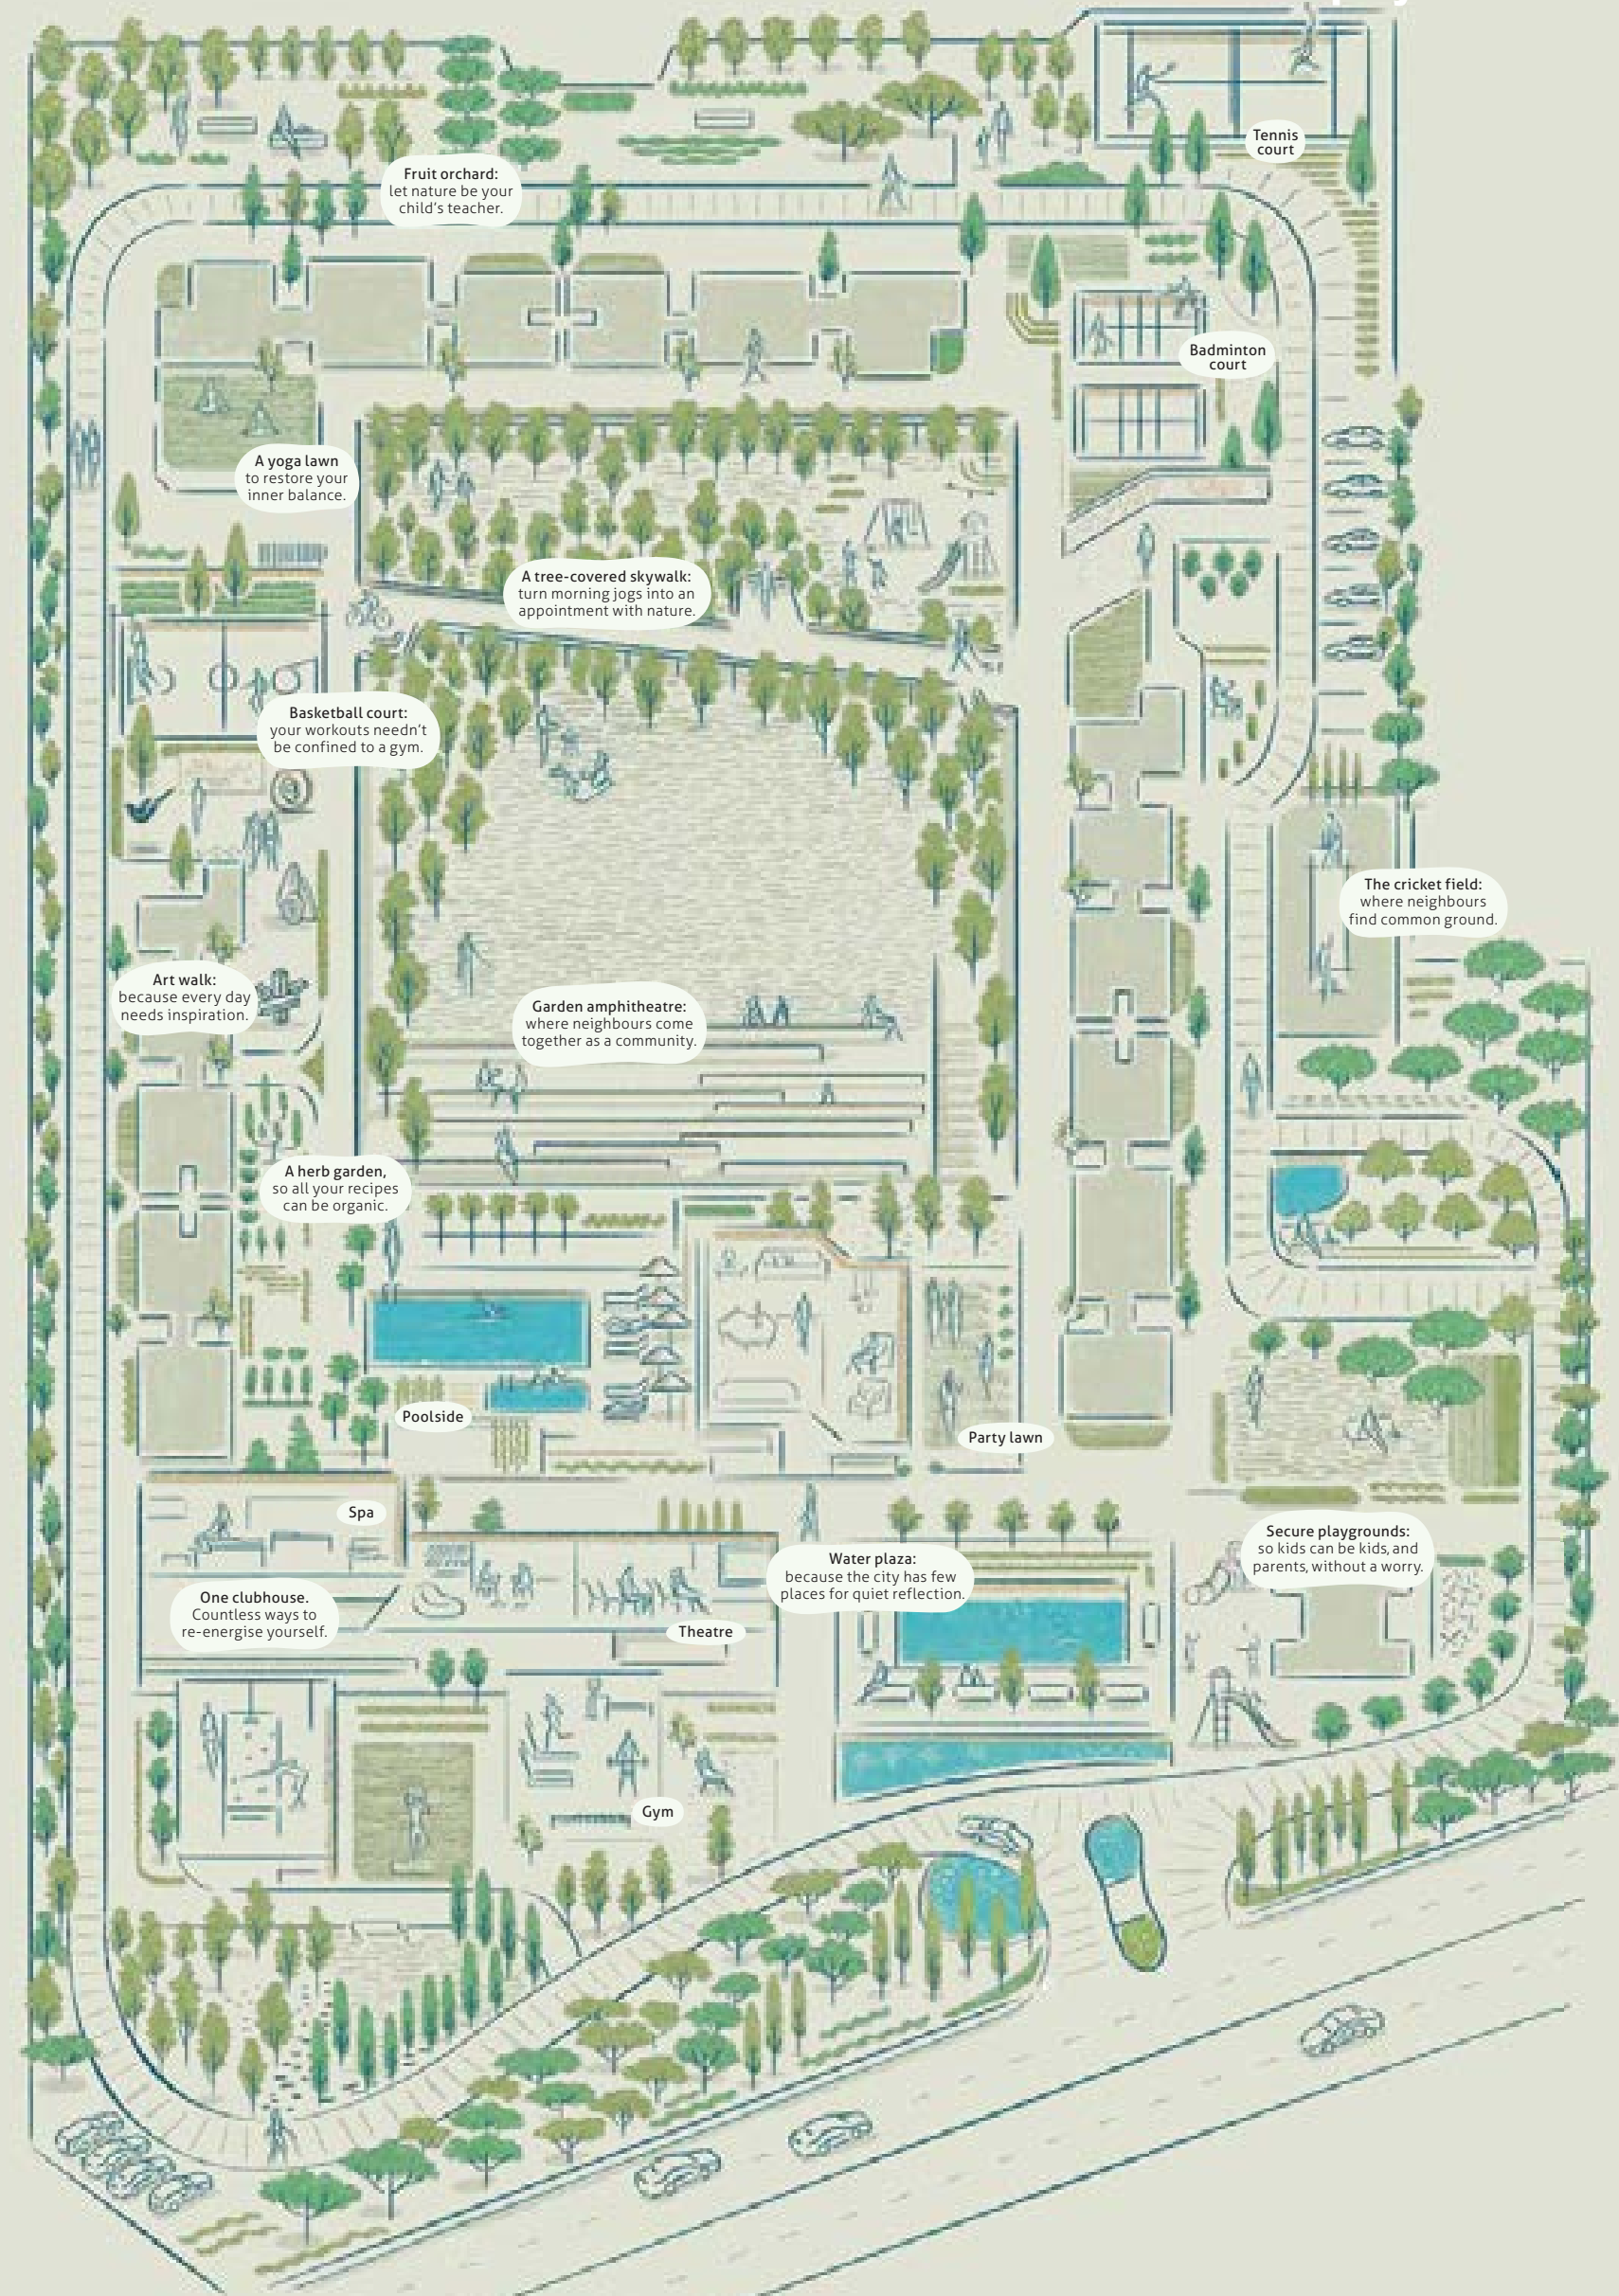 Tennis
court
Fruit orchard:
let nature be your
child's teacher.
Badminton
court
A yoga lawn
to restore your
inner balance.
A tree-covered skywalk:
turn morning jogs into an
appointment with nature.
Basketball court:
your workouts needn't
be confined to a gym.
The cricket field:
where neighbours
find common ground.
Art walk:
because every day
needs inspiration.
Garden amphitheatre:
where neighbours come
together as a community.
A herb garden,
so all your recipes
can be organic.
Poolside
Party lawn
Spa
Secure playgrounds:
so kids can be kids, and
parents, without a worry.
Water plaza:
because the city has few
places for quiet reflection.
One clubhouse.
Countless ways to
re-energise yourself.
Theatre
Gym